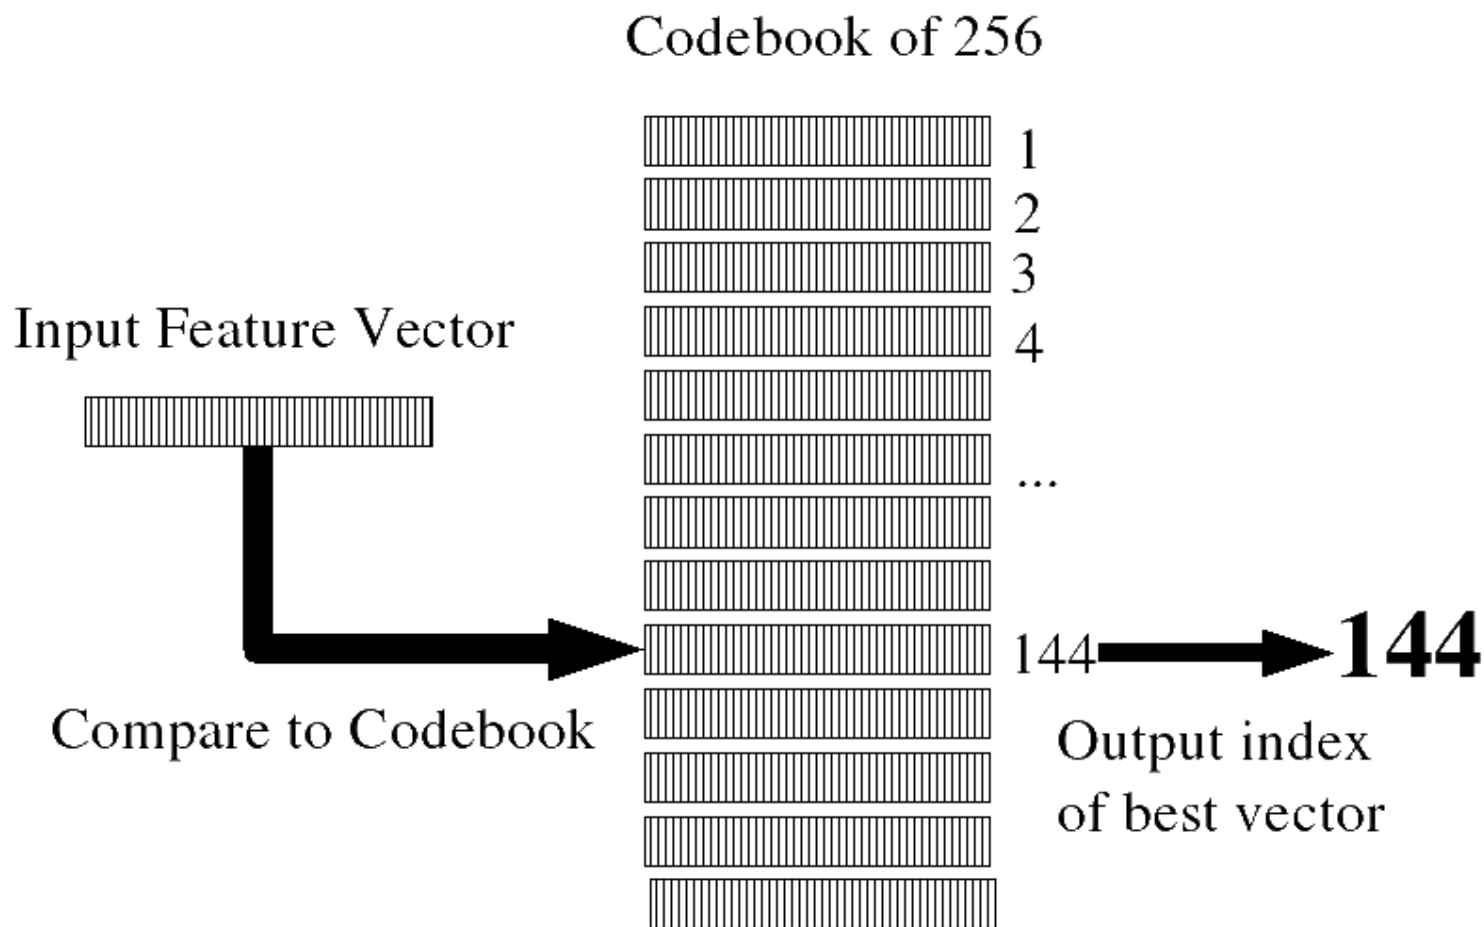 Codebook of 256
1
2
3
Input Feature Vector
4
...
144 144
Compare to Codebook
Output index
of best vector